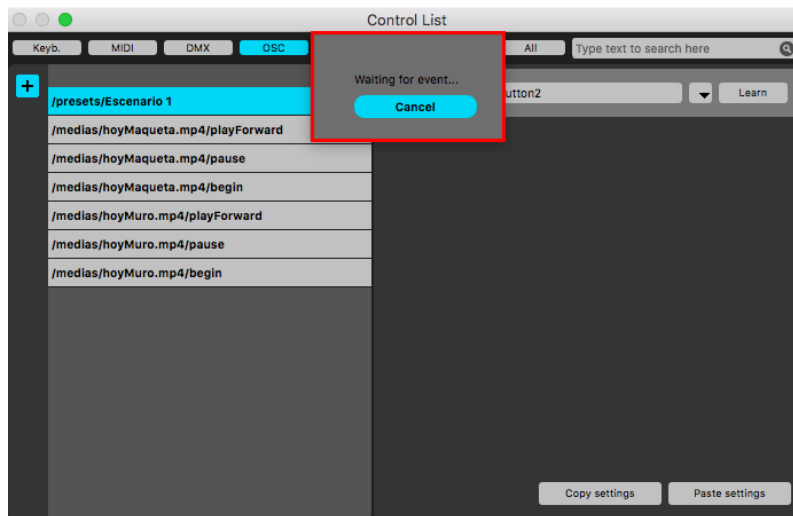 Control List
Keyb. MIDI DMX OSC All Type text to search here
Waiting for event...
Cancel
utton2 Learn
/presets/Escenario 1
/medias/hoyMaqueta.mp4/playForward
/medias/hoyMaqueta.mp4/pause
/medias/hoyMaqueta.mp4/begin
/medias/hoyMuro.mp4/playForward
/medias/hoyMuro.mp4/pause
/medias/hoyMuro.mp4/begin
Copy settings Paste settings